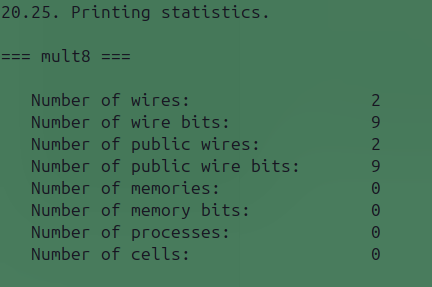 20.25. Printing statistics.
=== mult8 ===
Number of wires: 2
Number of wire bits: 9
Number of public wires: 2
Number of public wire bits: 9
Number of memories: 0
Number of memory bits: 0
Number of processes: 0
Number of cells: 0